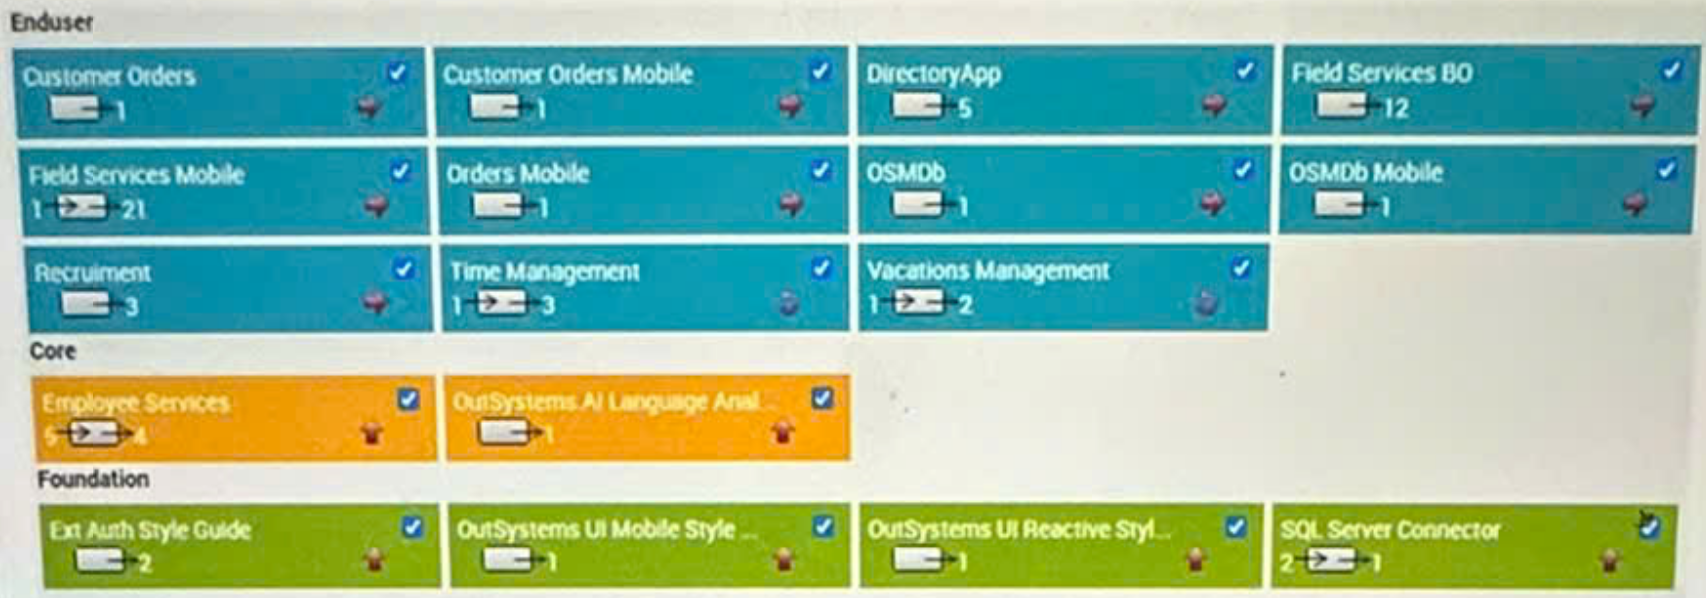 Enduser
Customer Orders
1
Customer Orders Mobile
1
DirectoryApp
5
Field Services BO
12
Field Services Mobile
1 21
Orders Mobile
1
OSMDb
1
OSMDb Mobile
1
Recruiment
3
Time Management
1 3
Vacations Management
1 2
Core
Employee Services
5 4
OutSystems AI Language Anal...
1
Foundation
Ext Auth Style Guide
2
OutSystems UI Mobile Style ...
1
OutSystems UI Reactive Styl...
1
SQL Server Connector
2 1